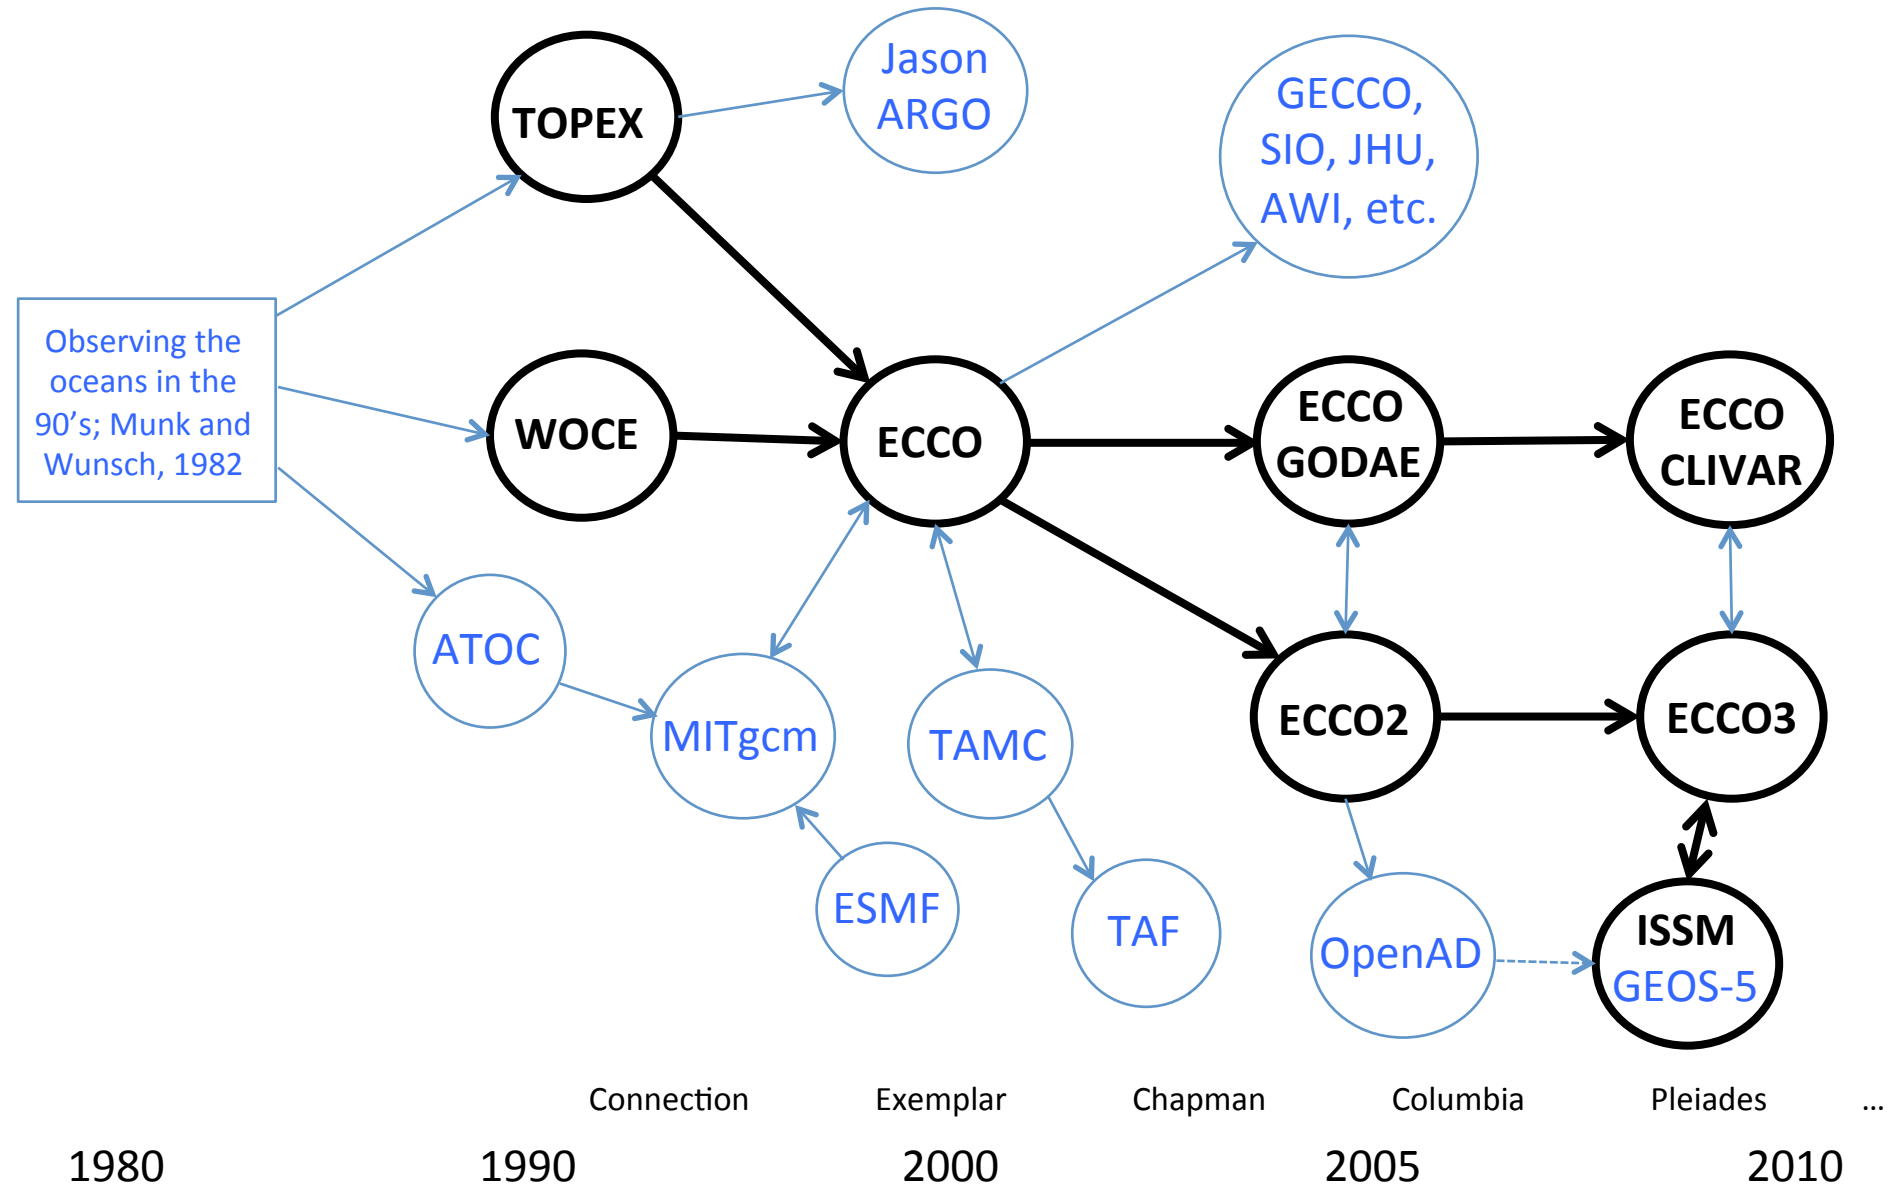 TOPEX
Jason
ARGO
GECCO,
SIO, JHU,
AWI, etc.
Observing the
oceans in the
90’s; Munk and
Wunsch, 1982
WOCE
ECCO
ECCO
GODAE
ECCO
CLIVAR
ATOC
MITgcm
TAMC
ECCO2
ECCO3
ESMF
TAF
OpenAD
ISSM
GEOS-5
Connection Exemplar Chapman Columbia Pleiades ...
1980 1990 2000 2005 2010